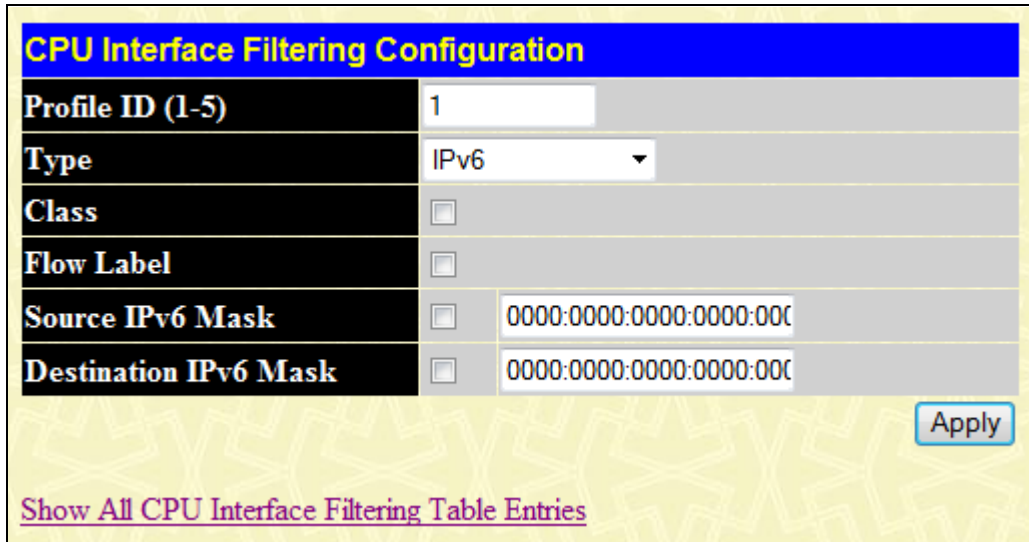 CPU Interface Filtering Configuration
Profile ID (1-5) 1
Type IPv6
Class
Flow Label
Source IPv6 Mask 0000:0000:0000:0000:000
Destination IPv6 Mask 0000:0000:0000:0000:000
Apply
Show All CPU Interface Filtering Table Entries